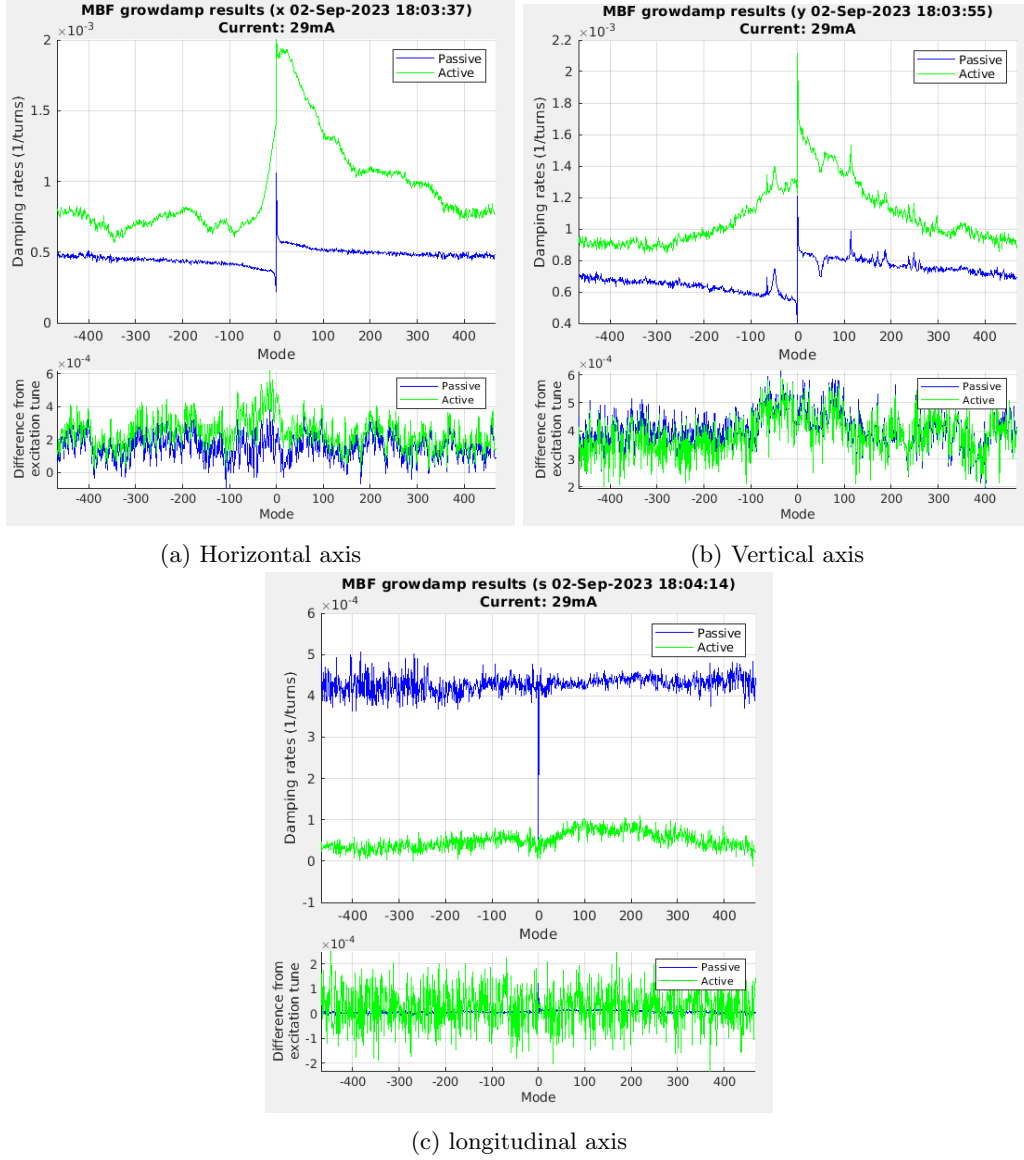 MBF growdamp results (x 02-Sep-2023 18:03:37)
Current: 29mA
×10⁻³
2
1.5
1
0.5
0
Damping rates (1/turns)
Passive
Active
-400 -300 -200 -100 0 100 200 300 400
Mode
×10⁻⁴
6
4
2
0
Difference from
excitation tune
Passive
Active
-400 -300 -200 -100 0 100 200 300 400
Mode
(a) Horizontal axis
MBF growdamp results (y 02-Sep-2023 18:03:55)
Current: 29mA
×10⁻³
2.2
2
1.8
1.6
1.4
1.2
1
0.8
0.6
0.4
Damping rates (1/turns)
Passive
Active
-400 -300 -200 -100 0 100 200 300 400
Mode
×10⁻⁴
6
5
4
3
2
Difference from
excitation tune
Passive
Active
-400 -300 -200 -100 0 100 200 300 400
Mode
(b) Vertical axis
MBF growdamp results (s 02-Sep-2023 18:04:14)
Current: 29mA
×10⁻⁴
6
5
4
3
2
1
0
-1
Damping rates (1/turns)
Passive
Active
-400 -300 -200 -100 0 100 200 300 400
Mode
×10⁻⁴
2
1
0
-1
-2
Difference from
excitation tune
Passive
Active
-400 -300 -200 -100 0 100 200 300 400
Mode
(c) longitudinal axis